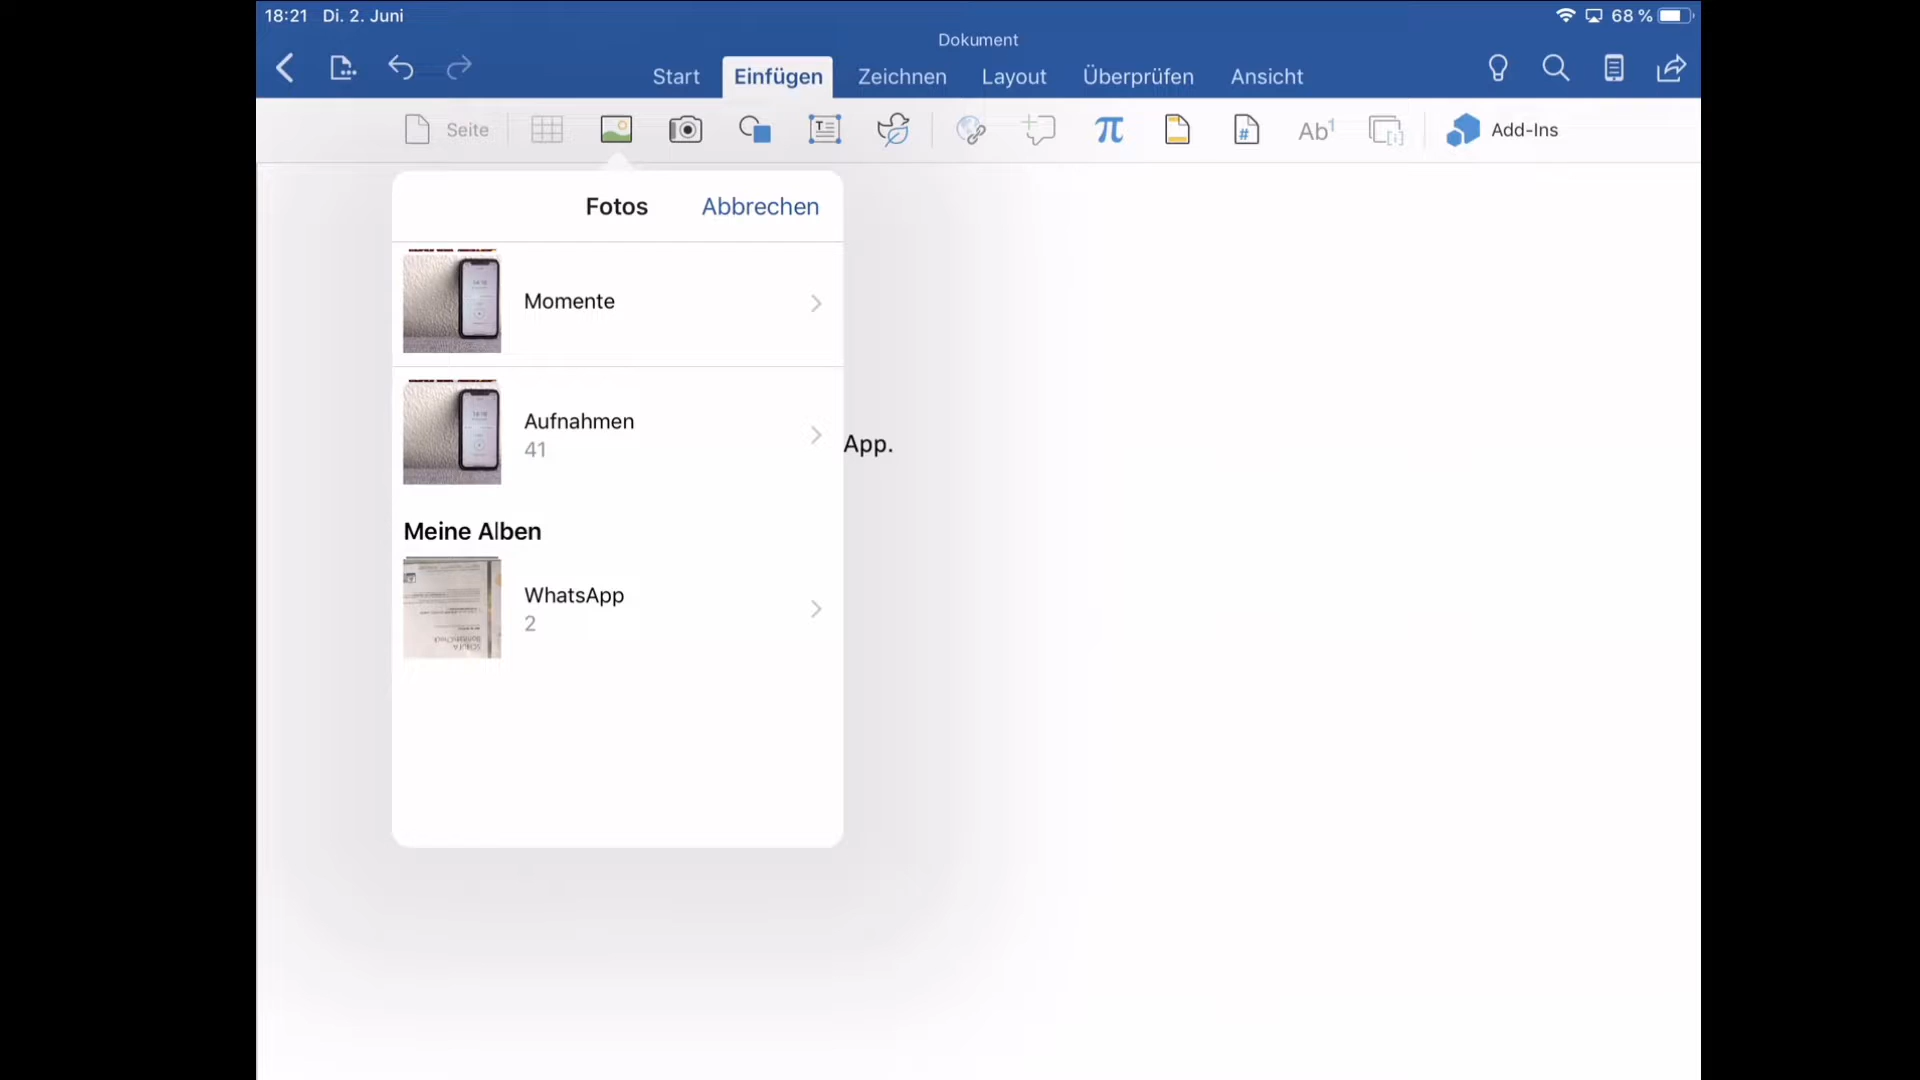 18:21 Di. 2. Juni 68 %
Dokument
Start Einfügen Zeichnen Layout Überprüfen Ansicht
Seite Ab1 Add-Ins
Fotos Abbrechen
Momente
Aufnahmen
41
App.
Meine Alben
WhatsApp
2